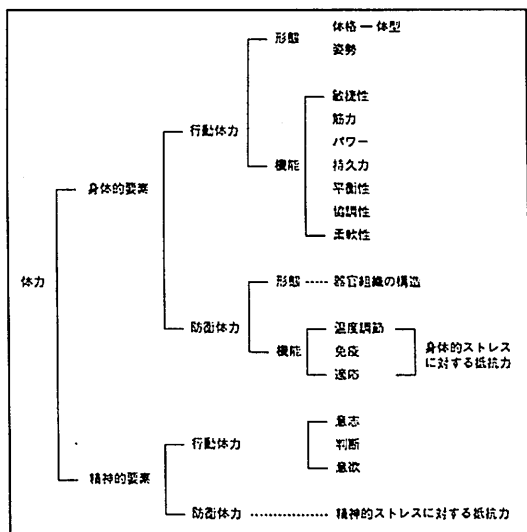 形態
体格 — 体型
姿勢
行動体力
機能
敏捷性
筋力
パワー
持久力
平衡性
協調性
柔軟性
身体的要素
体力
防衛体力
形態
器官組織の構造
機能
温度調節
免疫
適応
身体的ストレス
に対する抵抗力
精神的要素
行動体力
意志
判断
意欲
防衛体力
精神的ストレスに対する抵抗力